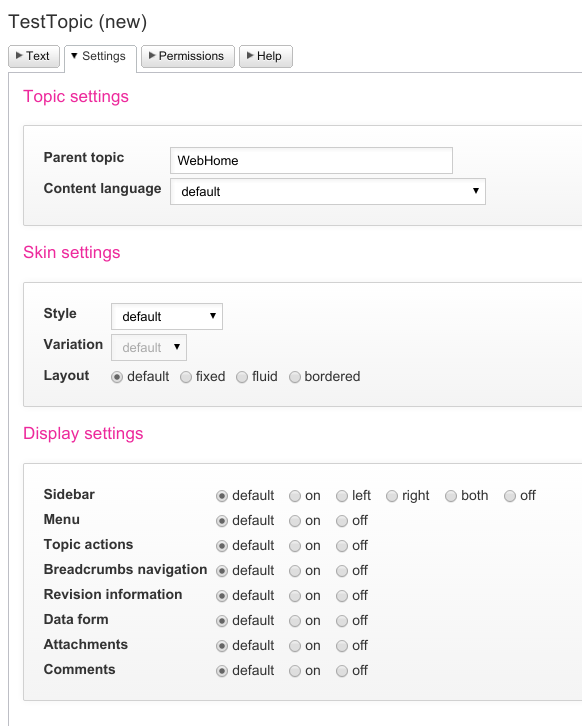 TestTopic (new)
Text Settings Permissions Help
Topic settings
Parent topic WebHome
Content language default
Skin settings
Style default
Variation default
Layout default fixed fluid bordered
Display settings
Sidebar default on left right both off
Menu default on off
Topic actions default on off
Breadcrumbs navigation default on off
Revision information default on off
Data form default on off
Attachments default on off
Comments default on off